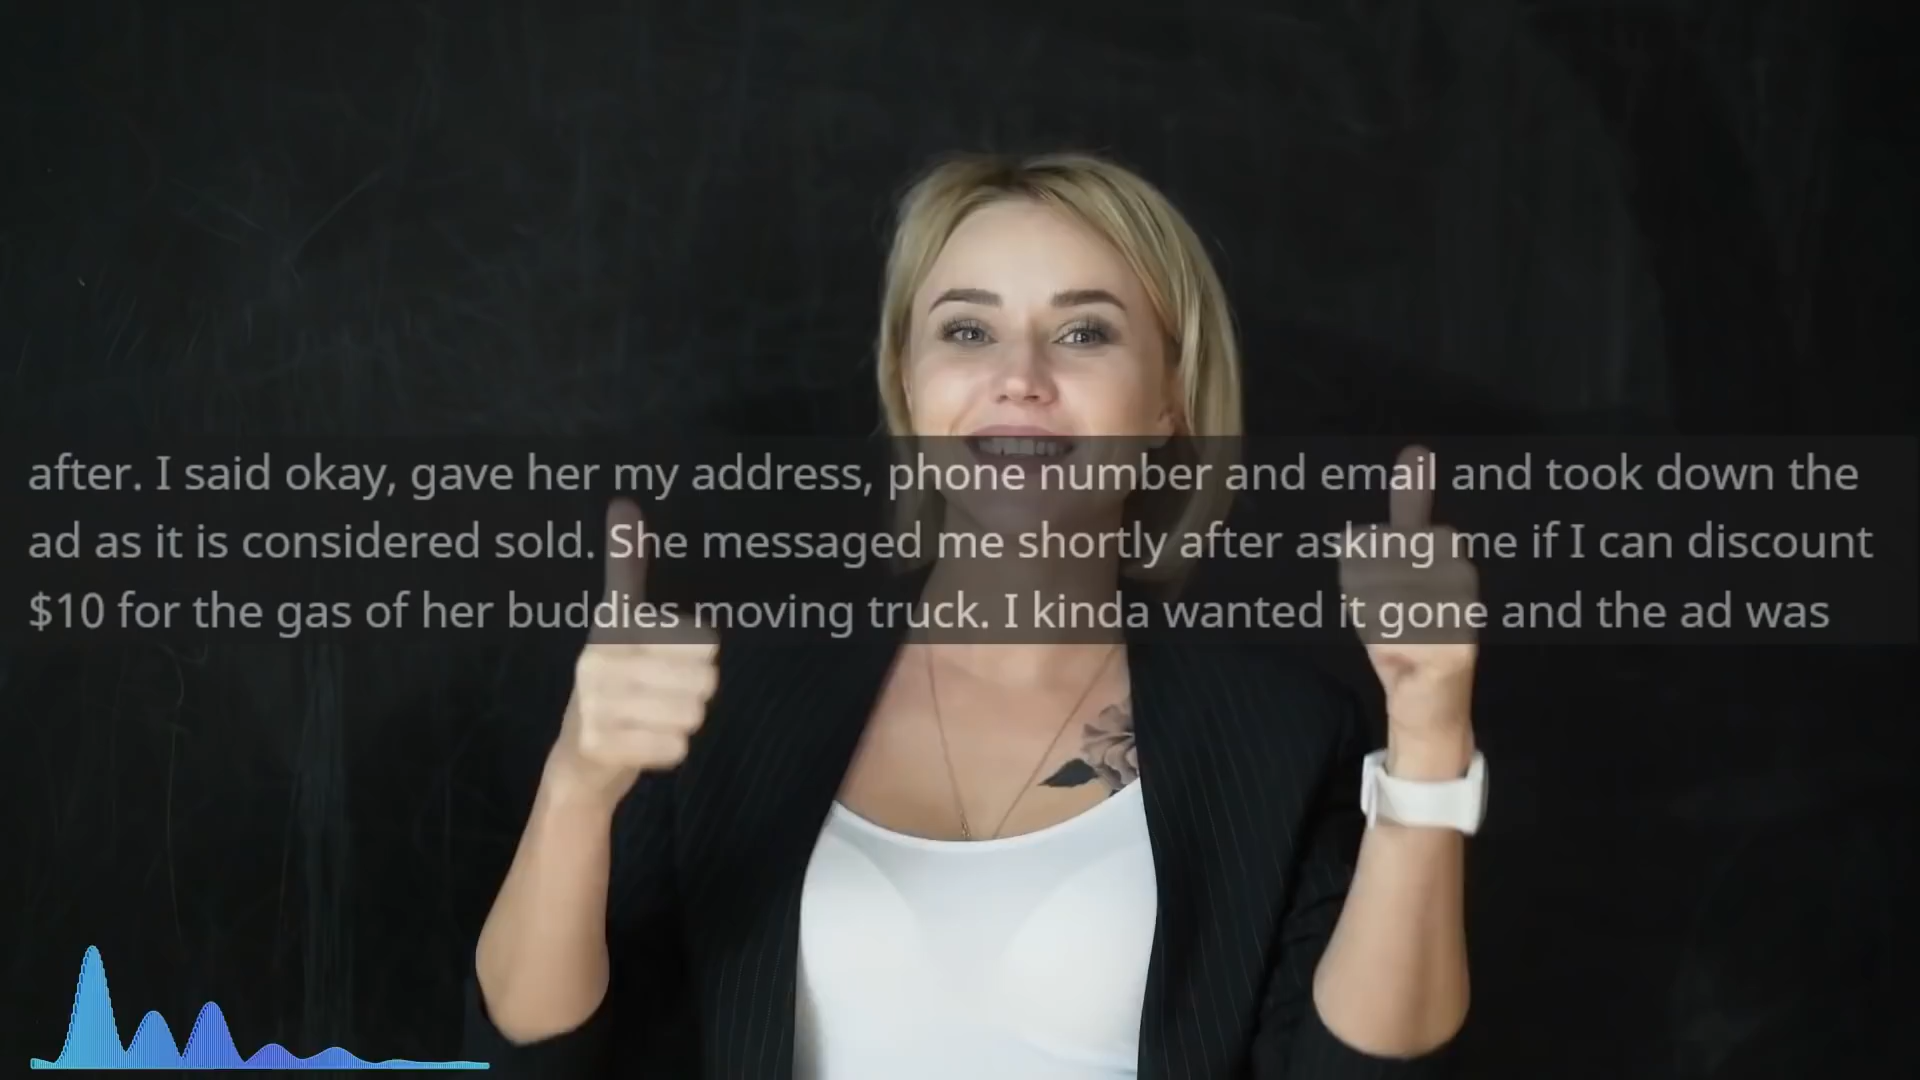 after. I said okay, gave her my address, phone number and email and took down the
ad as it is considered sold. She messaged me shortly after asking me if I can discount
$10 for the gas of her buddies moving truck. I kinda wanted it gone and the ad was